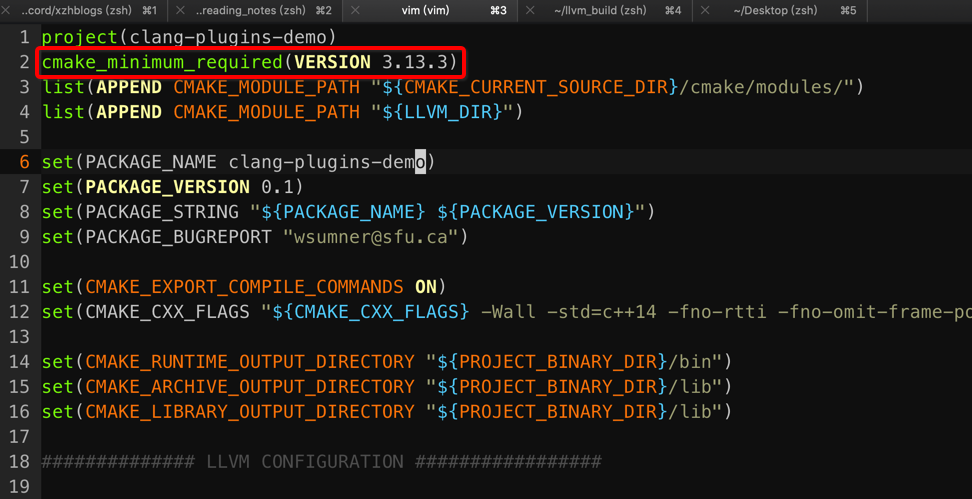 ..cord/xzhblogs (zsh) ⌘1 ..reading_notes (zsh) ⌘2 vim (vim) ⌘3 ~/llvm_build (zsh) ⌘4 ~/Desktop (zsh) ⌘5
1 project(clang-plugins-demo)
2 cmake_minimum_required(VERSION 3.13.3)
3 list(APPEND CMAKE_MODULE_PATH "${CMAKE_CURRENT_SOURCE_DIR}/cmake/modules/")
4 list(APPEND CMAKE_MODULE_PATH "${LLVM_DIR}")
5
6 set(PACKAGE_NAME clang-plugins-demo)
7 set(PACKAGE_VERSION 0.1)
8 set(PACKAGE_STRING "${PACKAGE_NAME} ${PACKAGE_VERSION}")
9 set(PACKAGE_BUGREPORT "wsumner@sfu.ca")
10
11 set(CMAKE_EXPORT_COMPILE_COMMANDS ON)
12 set(CMAKE_CXX_FLAGS "${CMAKE_CXX_FLAGS} -Wall -std=c++14 -fno-rtti -fno-omit-frame-po
13
14 set(CMAKE_RUNTIME_OUTPUT_DIRECTORY "${PROJECT_BINARY_DIR}/bin")
15 set(CMAKE_ARCHIVE_OUTPUT_DIRECTORY "${PROJECT_BINARY_DIR}/lib")
16 set(CMAKE_LIBRARY_OUTPUT_DIRECTORY "${PROJECT_BINARY_DIR}/lib")
17
18 ############## LLVM CONFIGURATION #################
19